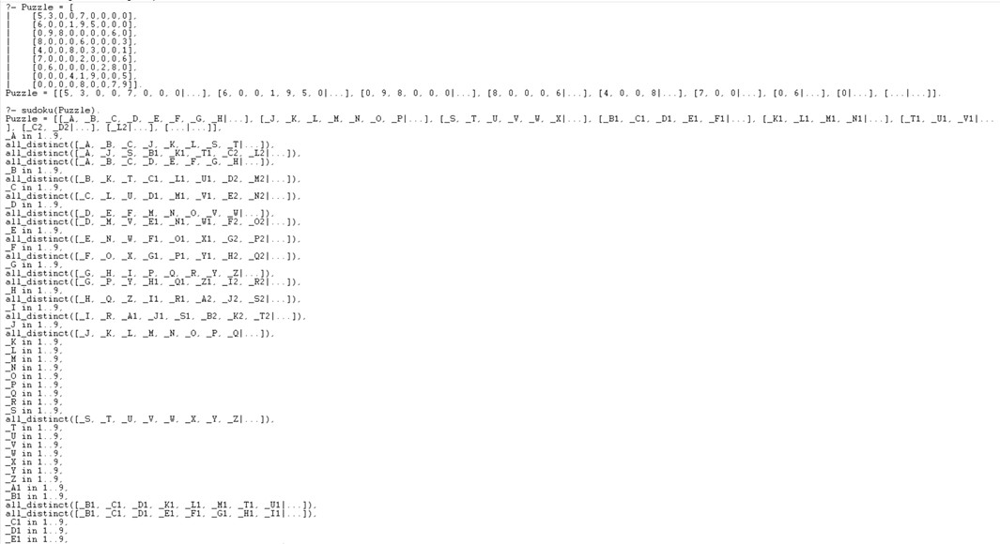 ?- Puzzle = [
|    [5,3,0,0,7,0,0,0,0],
|    [6,0,0,1,9,5,0,0,0],
|    [0,9,8,0,0,0,0,6,0],
|    [8,0,0,0,6,0,0,0,3],
|    [4,0,0,8,0,3,0,0,1],
|    [7,0,0,0,2,0,0,0,6],
|    [0,6,0,0,0,0,2,8,0],
|    [0,0,0,4,1,9,0,0,5],
|    [0,0,0,0,8,0,0,7,9]].
Puzzle = [[5, 3, 0, 0, 7, 0, 0, 0|...], [6, 0, 0, 1, 9, 5, 0|...], [0, 9, 8, 0, 0, 0|...], [8, 0, 0, 0, 6|...], [4, 0, 0, 8|...], [7, 0, 0|...], [0, 6|...], [0|...], [...|...]].
?- sudoku(Puzzle).
Puzzle = [[_A, _B, _C, _D, _E, _F, _G, _H|...], [_J, _K, _L, _M, _N, _O, _P|...], [_S, _T, _U, _V, _W, _X|...], [_B1, _C1, _D1, _E1, _F1|...], [_K1, _L1, _M1, _N1|...], [_T1, _U1, _V1|...
], [_C2, _D2|...], [_L2|...], [...|...]],
_A in 1..9,
all_distinct([_A, _B, _C, _J, _K, _L, _S, _T|...]),
all_distinct([_A, _J, _S, _B1, _K1, _T1, _C2, _L2|...]),
all_distinct([_A, _B, _C, _D, _E, _F, _G, _H|...]),
_B in 1..9,
all_distinct([_B, _K, _T, _C1, _L1, _U1, _D2, _M2|...]),
_C in 1..9,
all_distinct([_C, _L, _U, _D1, _M1, _V1, _E2, _N2|...]),
_D in 1..9,
all_distinct([_D, _E, _F, _M, _N, _O, _V, _W|...]),
all_distinct([_D, _M, _V, _E1, _N1, _W1, _F2, _O2|...]),
_E in 1..9,
all_distinct([_E, _N, _W, _F1, _O1, _X1, _G2, _P2|...]),
_F in 1..9,
all_distinct([_F, _O, _X, _G1, _P1, _Y1, _H2, _Q2|...]),
_G in 1..9,
all_distinct([_G, _H, _I, _P, _Q, _R, _Y, _Z|...]),
all_distinct([_G, _P, _Y, _H1, _Q1, _Z1, _I2, _R2|...]),
_H in 1..9,
all_distinct([_H, _Q, _Z, _I1, _R1, _A2, _J2, _S2|...]),
_I in 1..9,
all_distinct([_I, _R, _A1, _J1, _S1, _B2, _K2, _T2|...]),
_J in 1..9,
all_distinct([_J, _K, _L, _M, _N, _O, _P, _Q|...]),
_K in 1..9,
_L in 1..9,
_M in 1..9,
_N in 1..9,
_O in 1..9,
_P in 1..9,
_Q in 1..9,
_R in 1..9,
_S in 1..9,
all_distinct([_S, _T, _U, _V, _W, _X, _Y, _Z|...]),
_T in 1..9,
_U in 1..9,
_V in 1..9,
_W in 1..9,
_X in 1..9,
_Y in 1..9,
_Z in 1..9,
_A1 in 1..9,
_B1 in 1..9,
all_distinct([_B1, _C1, _D1, _K1, _L1, _M1, _T1, _U1|...]),
all_distinct([_B1, _C1, _D1, _E1, _F1, _G1, _H1, _I1|...]),
_C1 in 1..9,
_D1 in 1..9,
_E1 in 1..9,